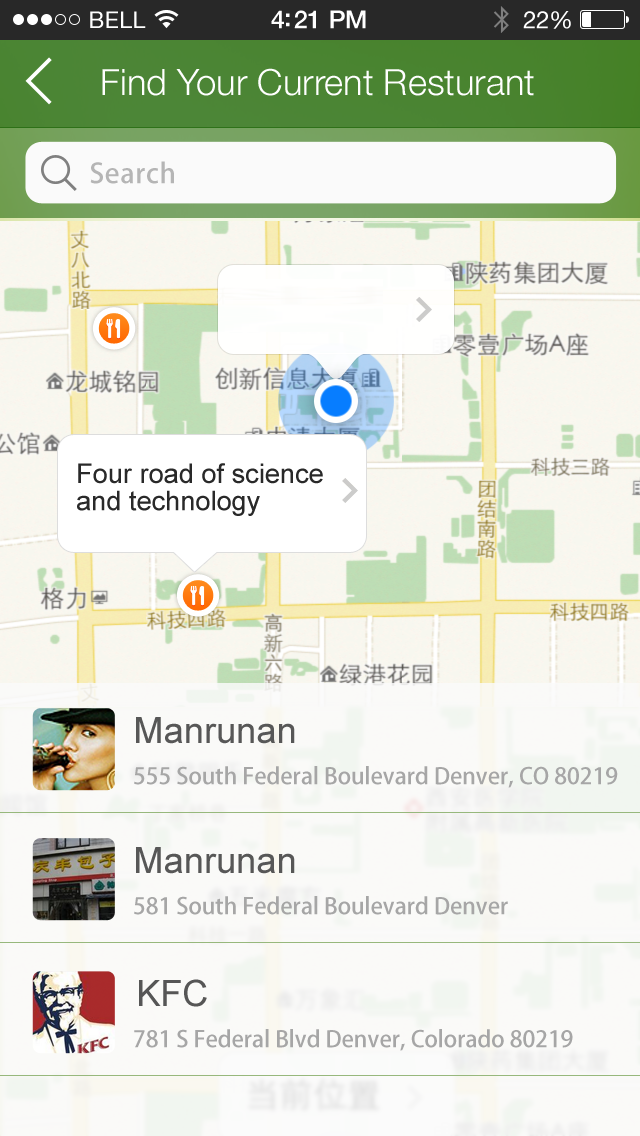 BELL
4:21 PM
22%
Find Your Current Resturant
Search
丈八北路
陕药集团大厦
零壹广场A座
龙城铭园
创新信息大厦
公馆
Four road of science
and technology
科技三路
团结南路
格力
科技四路
科技四路
高新六路
绿港花园
丈
Manrunan
555 South Federal Boulevard Denver, CO 80219
Manrunan
581 South Federal Boulevard Denver
KFC
KFC
781 S Federal Blvd Denver, Colorado 80219
当前位置